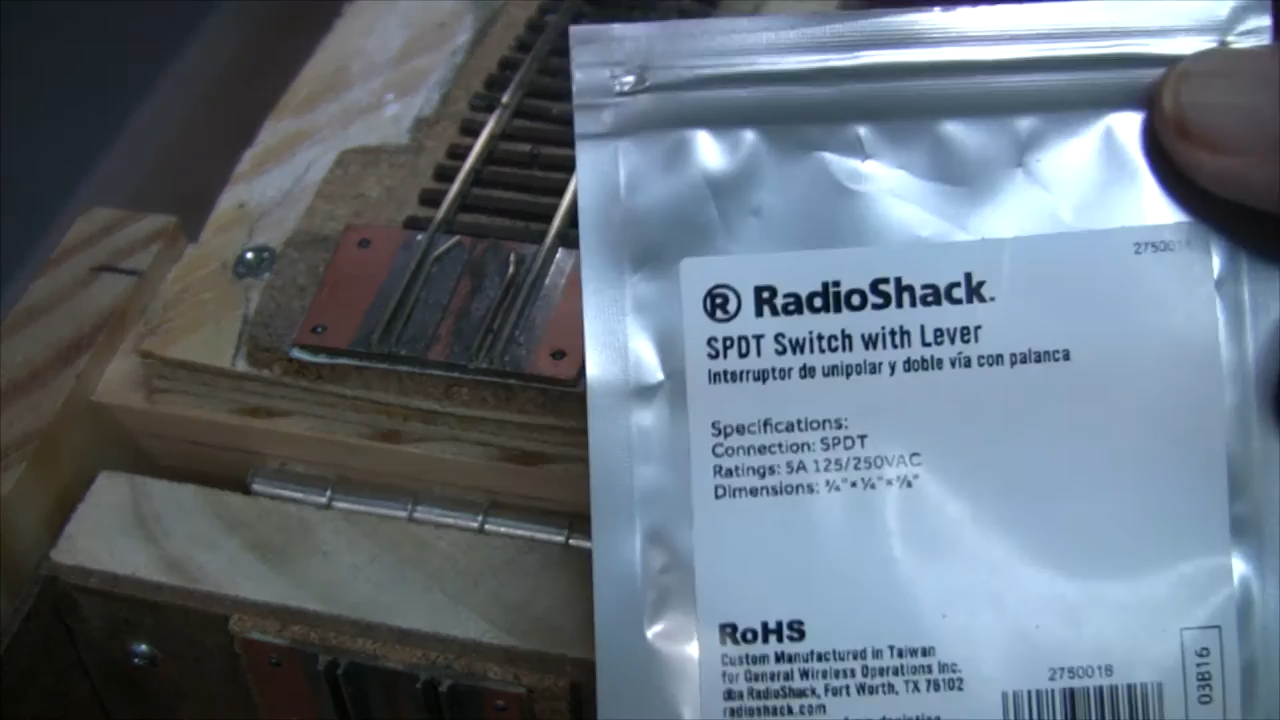 ® RadioShack.
SPDT Switch with Lever
Interruptor de unipolar y doble vía con palanca
Specifications:
Connection: SPDT
Ratings: 5A 125/250VAC
Dimensions:
RoHS
Custom Manufactured in Taiwan
for General Wireless Operations Inc.
dba RadioShack, Fort Worth, TX 76102
radioshack.com
2750016
03B16